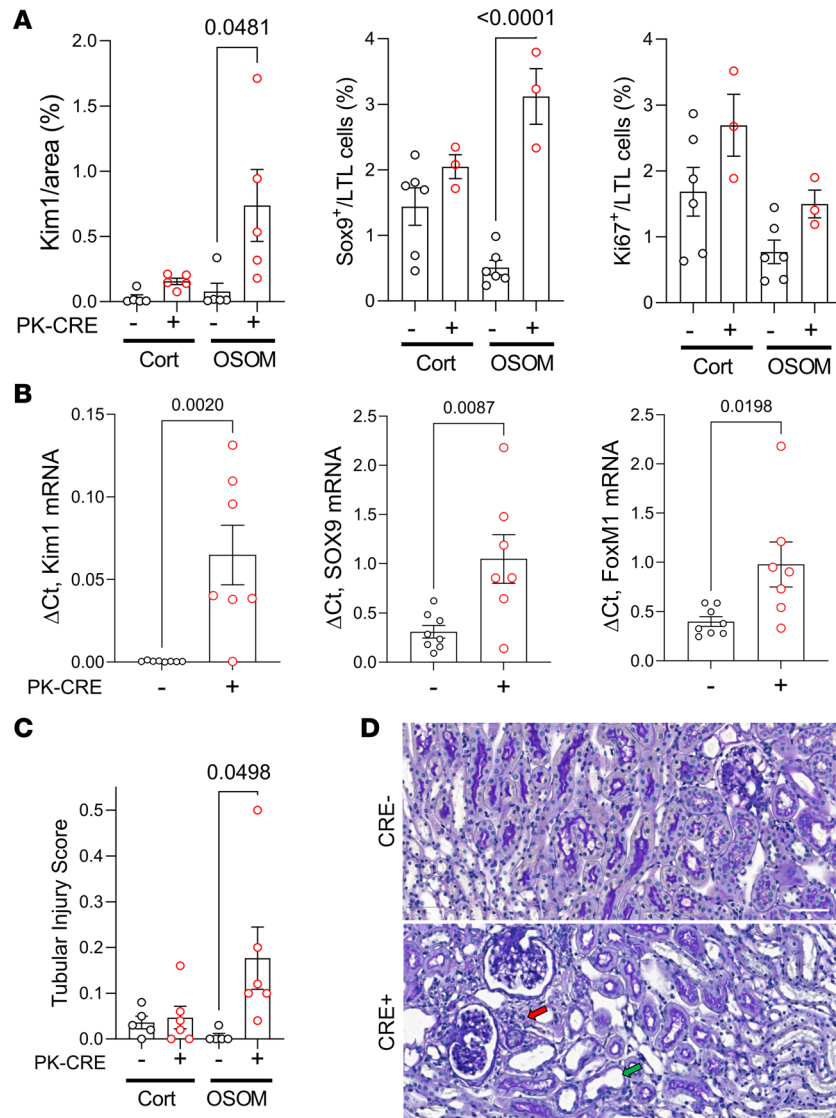 A
0.0481
<0.0001
Kim1/area (%)
2.0
1.5
1.0
0.5
0.0
Sox9+/LTL cells (%)
4
3
2
1
0
Ki67+/LTL cells (%)
4
3
2
1
0
PK-CRE - + - +
Cort OSOM
- + - +
Cort OSOM
- + - +
Cort OSOM
B
0.0020
0.0087
0.0198
ΔCt, Kim1 mRNA
0.15
0.10
0.05
0.00
ΔCt, SOX9 mRNA
2.5
2.0
1.5
1.0
0.5
0.0
ΔCt, FoxM1 mRNA
2.5
2.0
1.5
1.0
0.5
0.0
PK-CRE - +
- +
- +
C
0.0498
Tubular Injury Score
0.5
0.4
0.3
0.2
0.1
0.0
PK-CRE - + - +
Cort OSOM
D
CRE-
CRE+